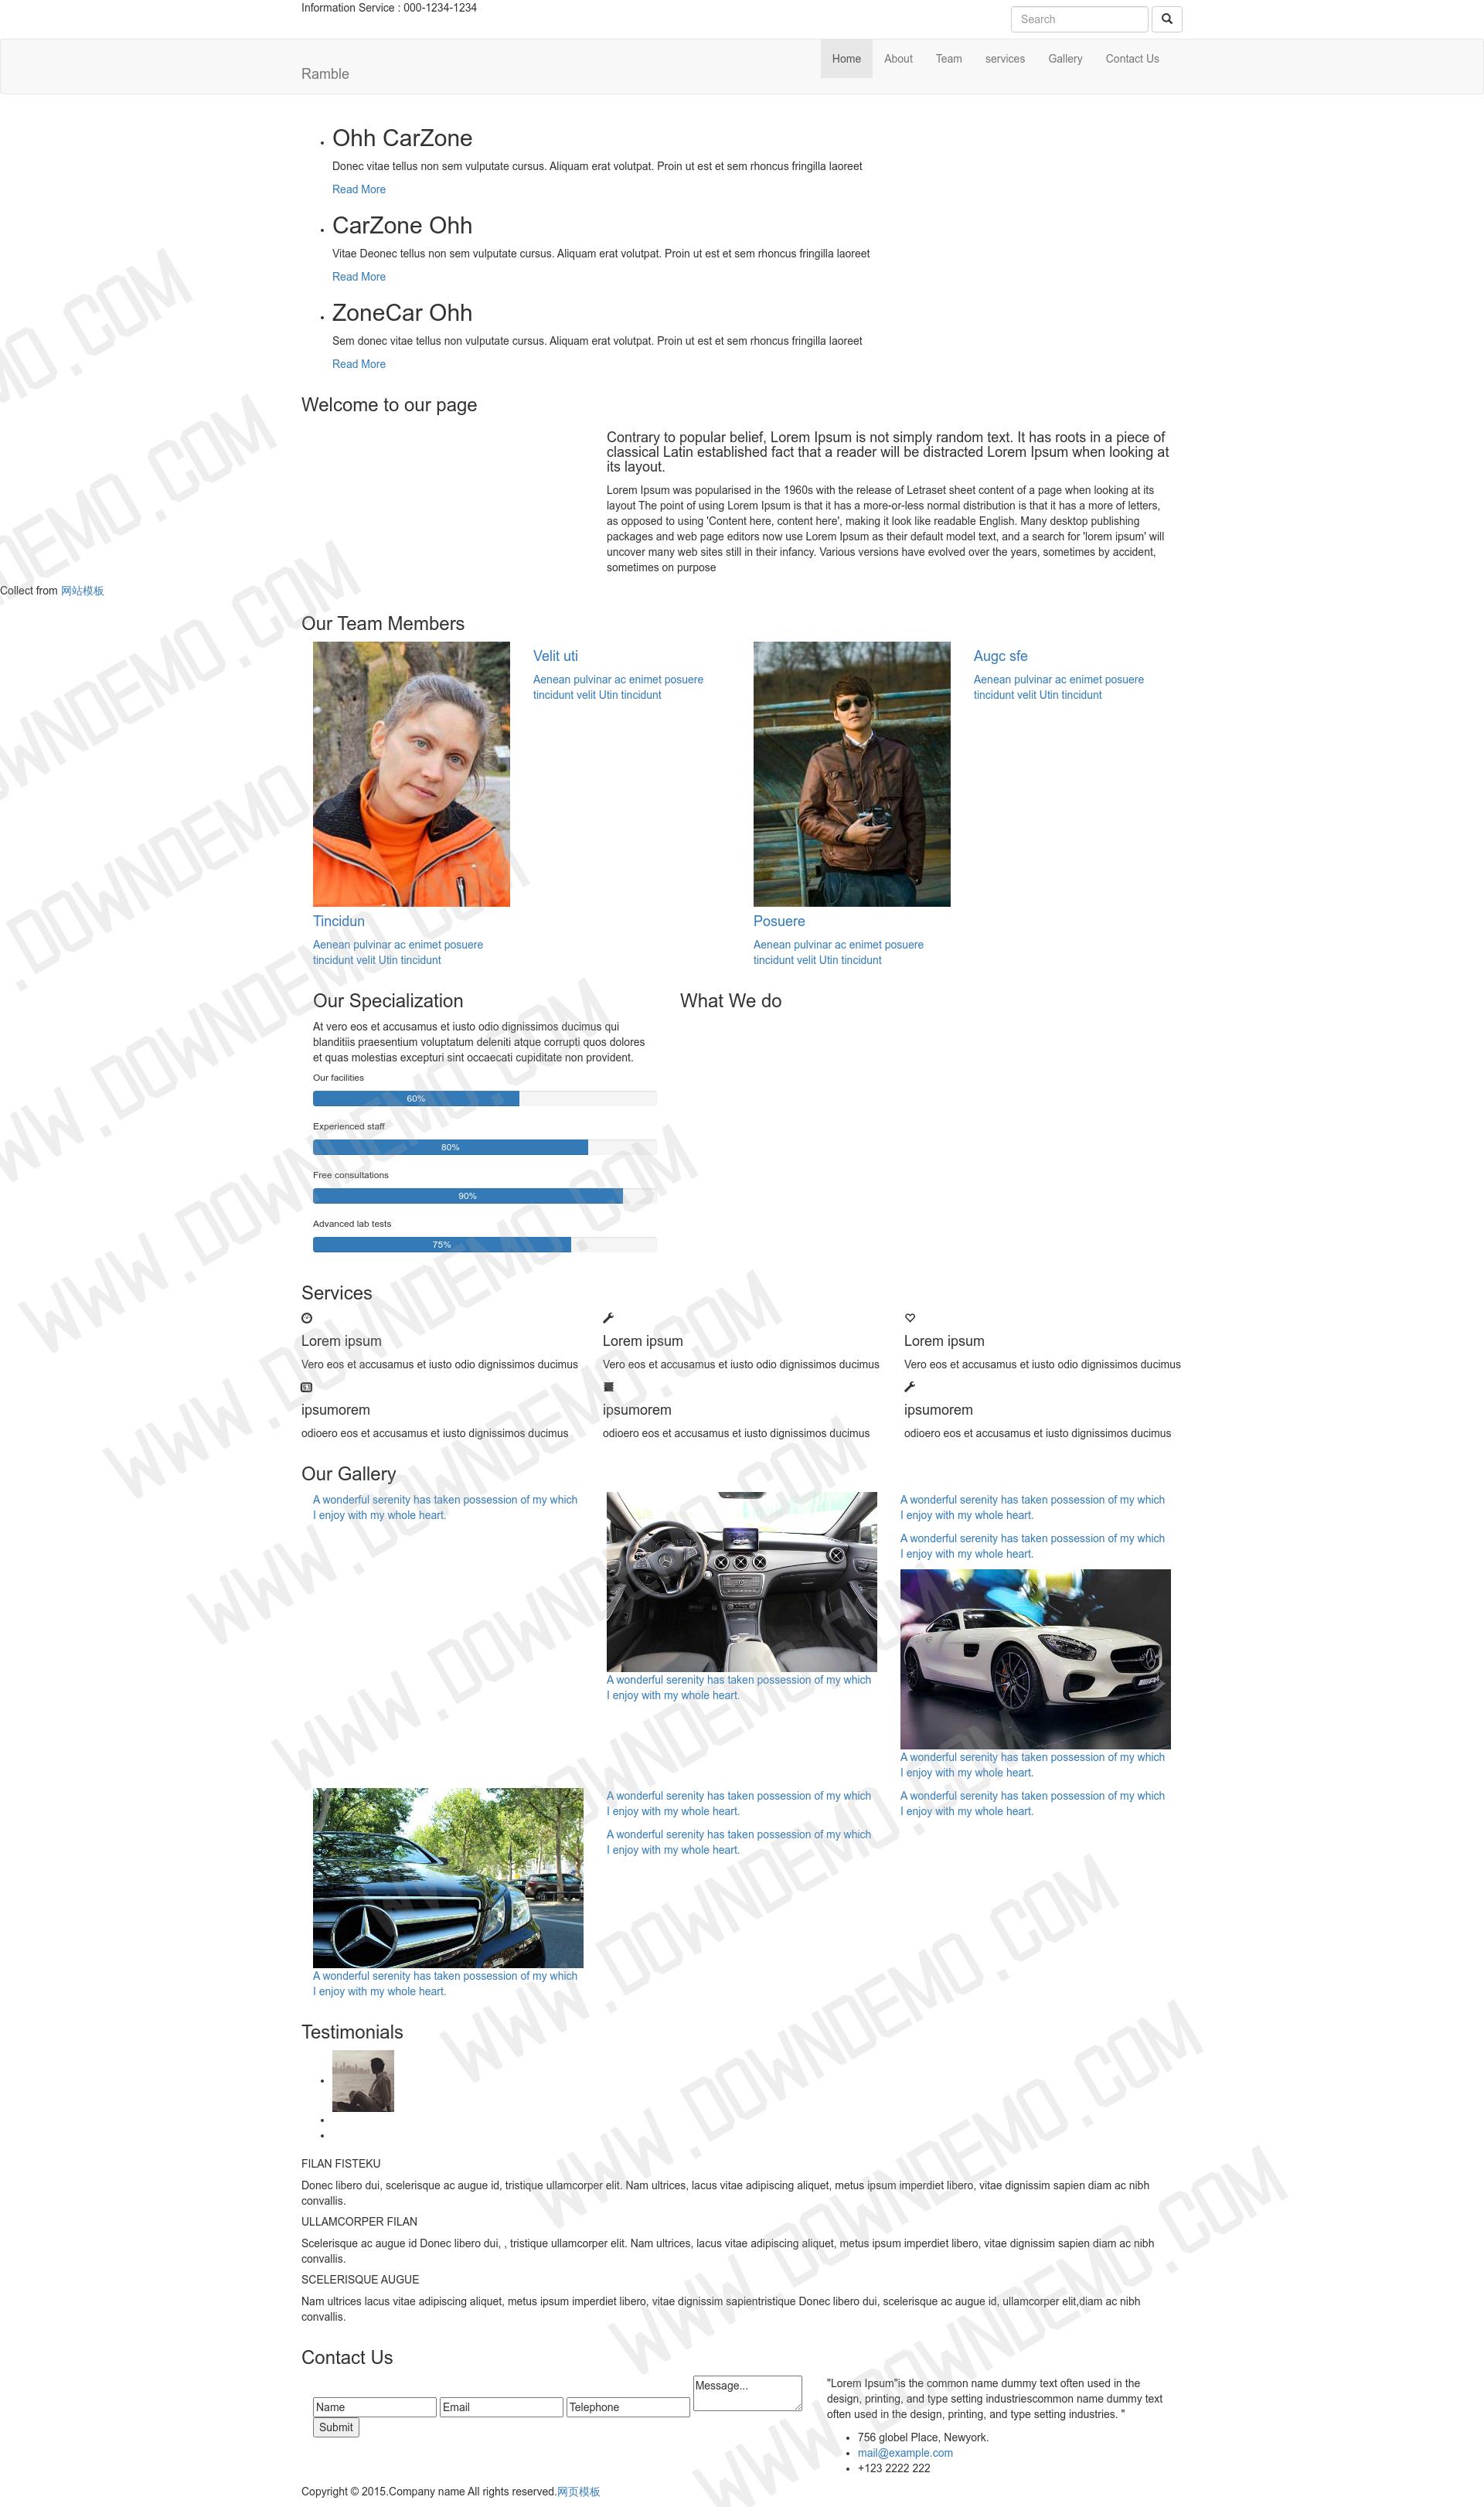 Information Service : 000-1234-1234
Search
Ramble
Home
About
Team
services
Gallery
Contact Us
Ohh CarZone
Donec vitae tellus non sem vulputate cursus. Aliquam erat volutpat. Proin ut est et sem rhoncus fringilla laoreet
Read More
CarZone Ohh
Vitae Deonec tellus non sem vulputate cursus. Aliquam erat volutpat. Proin ut est et sem rhoncus fringilla laoreet
Read More
ZoneCar Ohh
Sem donec vitae tellus non vulputate cursus. Aliquam erat volutpat. Proin ut est et sem rhoncus fringilla laoreet
Read More
Welcome to our page
Contrary to popular belief, Lorem Ipsum is not simply random text. It has roots in a piece of
classical Latin established fact that a reader will be distracted Lorem Ipsum when looking at
its layout.
Lorem Ipsum was popularised in the 1960s with the release of Letraset sheet content of a page when looking at its
layout The point of using Lorem Ipsum is that it has a more-or-less normal distribution is that it has a more of letters,
as opposed to using 'Content here, content here', making it look like readable English. Many desktop publishing
packages and web page editors now use Lorem Ipsum as their default model text, and a search for 'lorem ipsum' will
uncover many web sites still in their infancy. Various versions have evolved over the years, sometimes by accident,
sometimes on purpose
Collect from 网站模板
Our Team Members
Velit uti
Aenean pulvinar ac enimet posuere
tincidunt velit Utin tincidunt
Augc sfe
Aenean pulvinar ac enimet posuere
tincidunt velit Utin tincidunt
Tincidun
Aenean pulvinar ac enimet posuere
tincidunt velit Utin tincidunt
Posuere
Aenean pulvinar ac enimet posuere
tincidunt velit Utin tincidunt
Our Specialization
At vero eos et accusamus et iusto odio dignissimos ducimus qui
blanditiis praesentium voluptatum deleniti atque corrupti quos dolores
et quas molestias excepturi sint occaecati cupiditate non provident.
Our facilities
60%
Experienced staff
80%
Free consultations
90%
Advanced lab tests
75%
What We do
Services
Lorem ipsum
Vero eos et accusamus et iusto odio dignissimos ducimus
Lorem ipsum
Vero eos et accusamus et iusto odio dignissimos ducimus
Lorem ipsum
Vero eos et accusamus et iusto odio dignissimos ducimus
ipsumorem
odioero eos et accusamus et iusto dignissimos ducimus
ipsumorem
odioero eos et accusamus et iusto dignissimos ducimus
ipsumorem
odioero eos et accusamus et iusto dignissimos ducimus
Our Gallery
A wonderful serenity has taken possession of my which
I enjoy with my whole heart.
A wonderful serenity has taken possession of my which
I enjoy with my whole heart.
A wonderful serenity has taken possession of my which
I enjoy with my whole heart.
A wonderful serenity has taken possession of my which
I enjoy with my whole heart.
A wonderful serenity has taken possession of my which
I enjoy with my whole heart.
A wonderful serenity has taken possession of my which
I enjoy with my whole heart.
A wonderful serenity has taken possession of my which
I enjoy with my whole heart.
A wonderful serenity has taken possession of my which
I enjoy with my whole heart.
A wonderful serenity has taken possession of my which
I enjoy with my whole heart.
Testimonials
FILAN FISTEKU
Donec libero dui, scelerisque ac augue id, tristique ullamcorper elit. Nam ultrices, lacus vitae adipiscing aliquet, metus ipsum imperdiet libero, vitae dignissim sapien diam ac nibh
convallis.
ULLAMCORPER FILAN
Scelerisque ac augue id Donec libero dui, , tristique ullamcorper elit. Nam ultrices, lacus vitae adipiscing aliquet, metus ipsum imperdiet libero, vitae dignissim sapien diam ac nibh
convallis.
SCELERISQUE AUGUE
Nam ultrices lacus vitae adipiscing aliquet, metus ipsum imperdiet libero, vitae dignissim sapientristique Donec libero dui, scelerisque ac augue id, ullamcorper elit,diam ac nibh
convallis.
Contact Us
Name
Email
Telephone
Message...
Submit
"Lorem Ipsum"is the common name dummy text often used in the
design, printing, and type setting industriescommon name dummy text
often used in the design, printing, and type setting industries. "
756 globel Place, Newyork.
mail@example.com
+123 2222 222
Copyright © 2015.Company name All rights reserved.网页模板
WWW.DOWNDEMO.COM